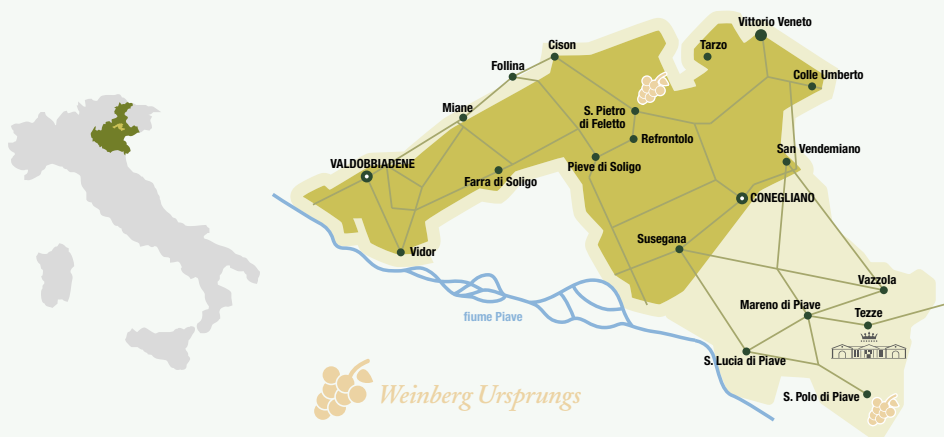 Vittorio Veneto
Cison
Tarzo
Follina
Colle Umberto
Miane
S. Pietro
di Feletto
Refrontolo
San Vendemiano
VALDOBBIADENE
Pieve di Soligo
Farra di Soligo
CONEGLIANO
Susegana
Vidor
Vazzola
Mareno di Piave
Tezze
fiume Piave
S. Lucia di Piave
Weinberg Ursprungs
S. Polo di Piave